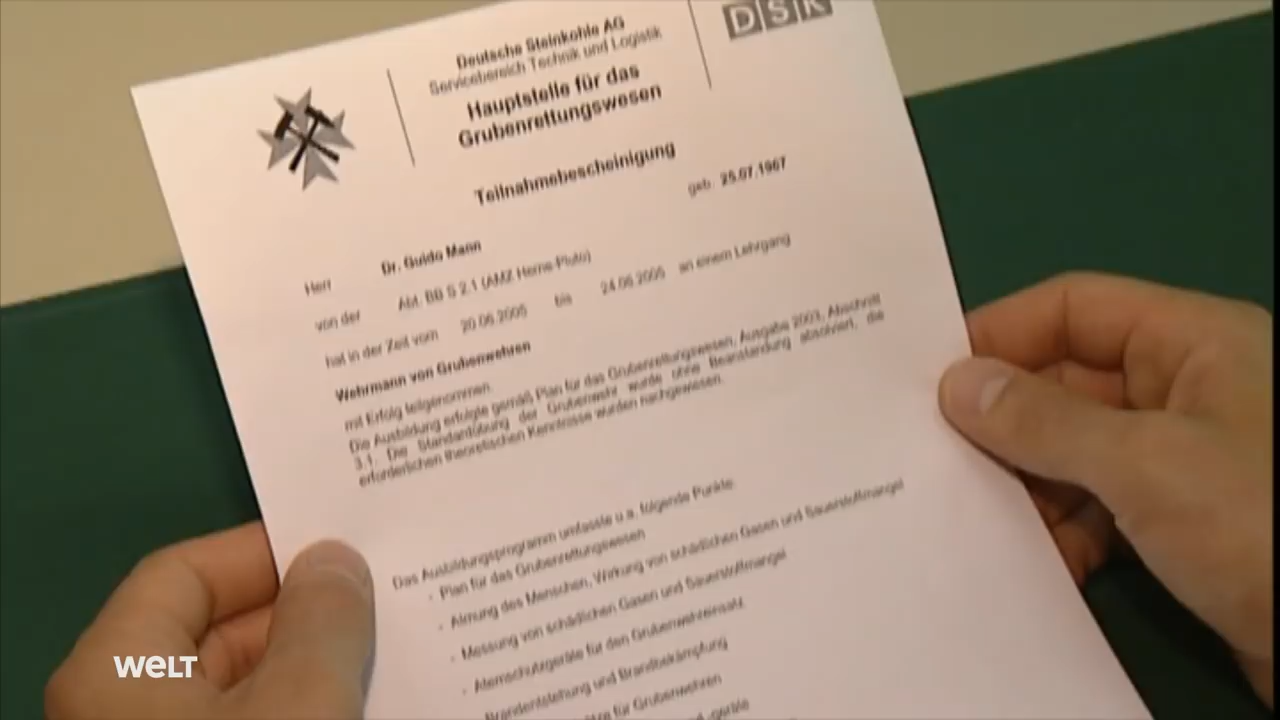 Deutsche Steinkohle AG
Servicebereich Technik und Logistik
Hauptstelle für das
Grubenrettungswesen
DSK
Teilnahmebescheinigung
geb. 25.07.1967
Herr Dr. Guido Mann
von der Abt. BB S 2.1 (AMZ Herne-Pluto)
hat in der Zeit vom 20.06.2005 bis 24.06.2005 an einem Lehrgang
Wehrmann von Grubenwehren
mit Erfolg teilgenommen.
Die Ausbildung erfolgte gemäß Plan für das Grubenrettungswesen, Ausgabe 2003, Abschnitt
3.1. Die Standardübung der Grubenwehr wurde ohne Beanstandung absolviert, die
erforderlichen theoretischen Kenntnisse wurden nachgewiesen.
Das Ausbildungsprogramm umfasste u.a. folgende Punkte:
- Plan für das Grubenrettungswesen
- Atmung des Menschen, Wirkung von schädlichen Gasen und Sauerstoffmangel
- Messung von schädlichen Gasen und Sauerstoffmangel
- Atemschutzgeräte für den Grubenwehreinsatz
Brandentstehung und Brandbekämpfung
für Grubenwehren
-geräte
WELT